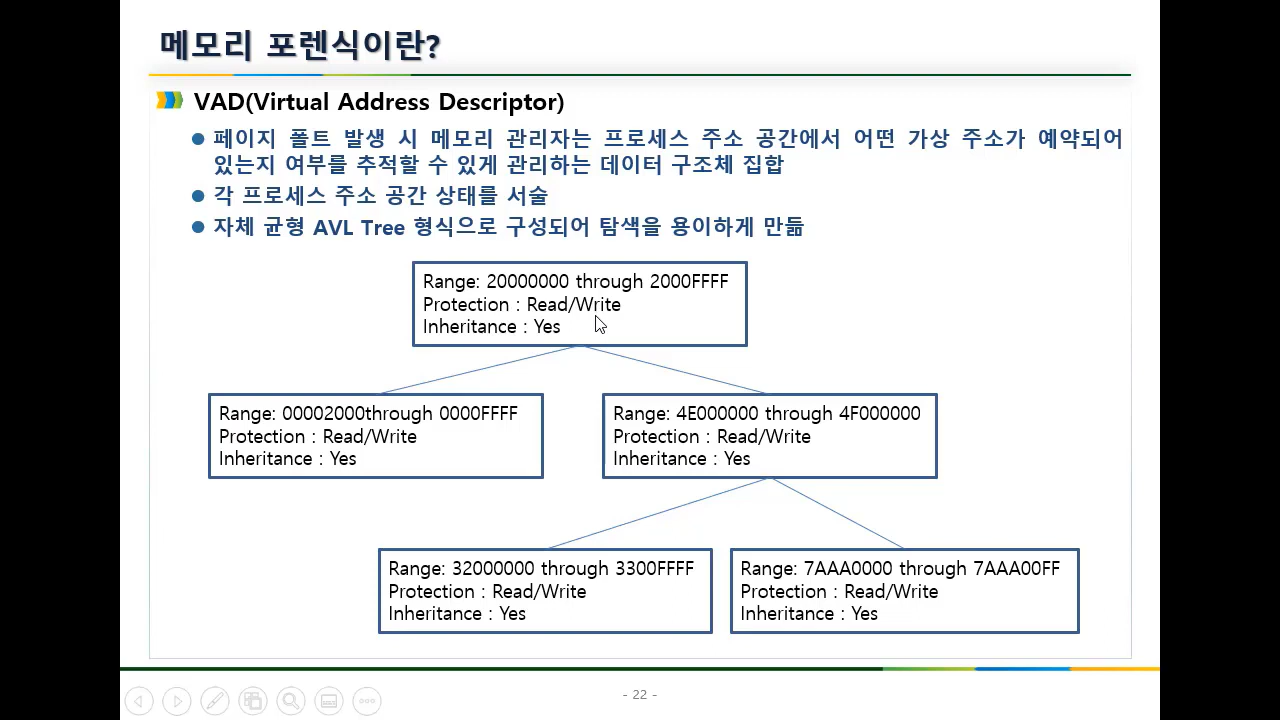 메모리 포렌식이란?
VAD(Virtual Address Descriptor)
페이지 폴트 발생 시 메모리 관리자는 프로세스 주소 공간에서 어떤 가상 주소가 예약되어
있는지 여부를 추적할 수 있게 관리하는 데이터 구조체 집합
각 프로세스 주소 공간 상태를 서술
자체 균형 AVL Tree 형식으로 구성되어 탐색을 용이하게 만듦
Range: 20000000 through 2000FFFF
Protection : Read/Write
Inheritance : Yes
Range: 00002000through 0000FFFF
Protection : Read/Write
Inheritance : Yes
Range: 4E000000 through 4F000000
Protection : Read/Write
Inheritance : Yes
Range: 32000000 through 3300FFFF
Protection : Read/Write
Inheritance : Yes
Range: 7AAA0000 through 7AAA00FF
Protection : Read/Write
Inheritance : Yes
- 22 -